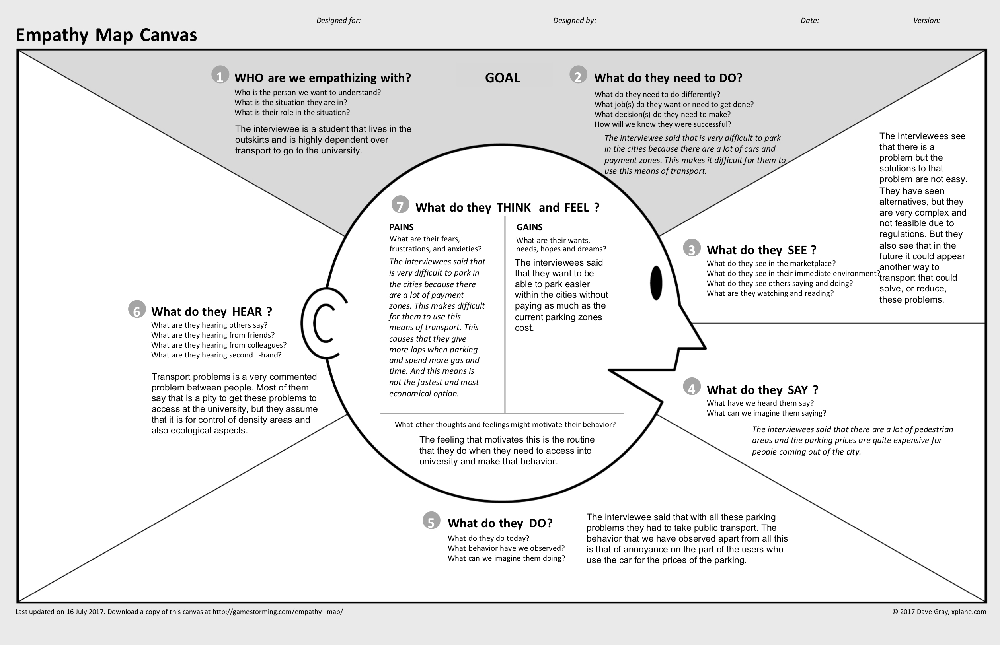 Designed for:
Designed by:
Date:
Version:
Empathy Map Canvas
1
WHO are we empathizing with?
Who is the person we want to understand?
What is the situation they are in?
What is their role in the situation?
The interviewee is a student that lives in the
outskirts and is highly dependent over
transport to go to the university.
GOAL
2
What do they need to DO?
What do they need to do differently?
What job(s) do they want or need to get done?
What decision(s) do they need to make?
How will we know they were successful?
The interviewee said that is very difficult to park
in the cities because there are a lot of cars and
payment zones. This makes it difficult for them to
use this means of transport.
3
What do they SEE ?
What do they see in the marketplace?
What do they see in their immediate environment?
What do they see others saying and doing?
What are they watching and reading?
The interviewees see
that there is a
problem but the
solutions to that
problem are not easy.
They have seen
alternatives, but they
are very complex and
not feasible due to
regulations. But they
also see that in the
future it could appear
another way to
transport that could
solve, or reduce,
these problems.
4
What do they SAY ?
What have we heard them say?
What can we imagine them saying?
The interviewees said that there are a lot of pedestrian
areas and the parking prices are quite expensive for
people coming out of the city.
5
What do they DO?
What do they do today?
What behavior have we observed?
What can we imagine them doing?
The interviewee said that with all these parking
problems they had to take public transport. The
behavior that we have observed apart from all this
is that of annoyance on the part of the users who
use the car for the prices of the parking.
6
What do they HEAR ?
What are they hearing others say?
What are they hearing from friends?
What are they hearing from colleagues?
What are they hearing second -hand?
Transport problems is a very commented
problem between people. Most of them
say that is a pity to get these problems to
access at the university, but they assume
that it is for control of density areas and
also ecological aspects.
7
What do they THINK and FEEL ?
PAINS
What are their fears,
frustrations, and anxieties?
The interviewees said that
is very difficult to park in
the cities because there
are a lot of payment
zones. This makes difficult
for them to use this
means of transport. This
causes that they give
more laps when parking
and spend more gas and
time. And this means is
not the fastest and most
economical option.
GAINS
What are their wants,
needs, hopes and dreams?
The interviewees said
that they want to be
able to park easier
within the cities without
paying as much as the
current parking zones
cost.
What other thoughts and feelings might motivate their behavior?
The feeling that motivates this is the routine
that they do when they need to access into
university and make that behavior.
Last updated on 16 July 2017. Download a copy of this canvas at http://gamestorming.com/empathy -map/
© 2017 Dave Gray, xplane.com